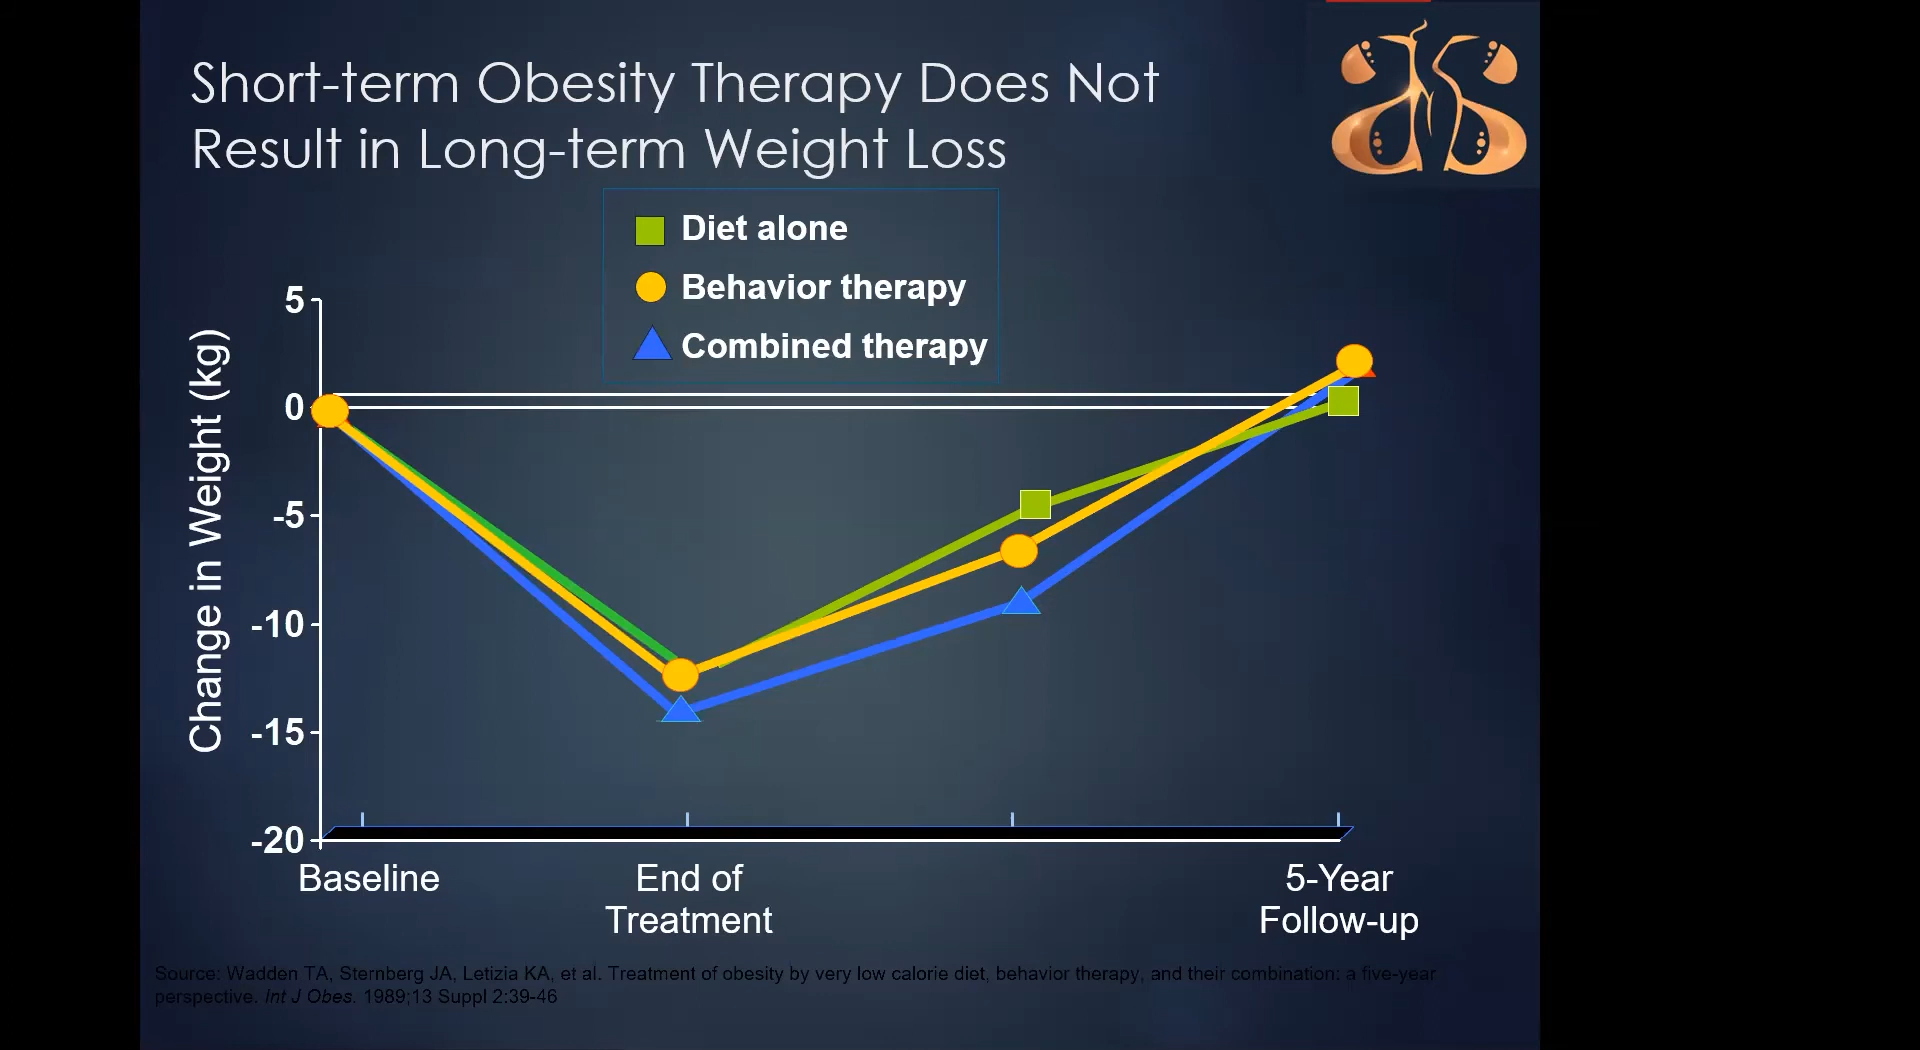 Short-term Obesity Therapy Does Not
Result in Long-term Weight Loss
Diet alone
Behavior therapy
Combined therapy
Change in Weight (kg)
5
0
-5
-10
-15
-20
Baseline
End of
Treatment
5-Year
Follow-up
Source: Wadden TA, Sternberg JA, Letizia KA, et al. Treatment of obesity by very low calorie diet, behavior therapy, and their combination: a five-year
perspective. Int J Obes. 1989;13 Suppl 2:39-46